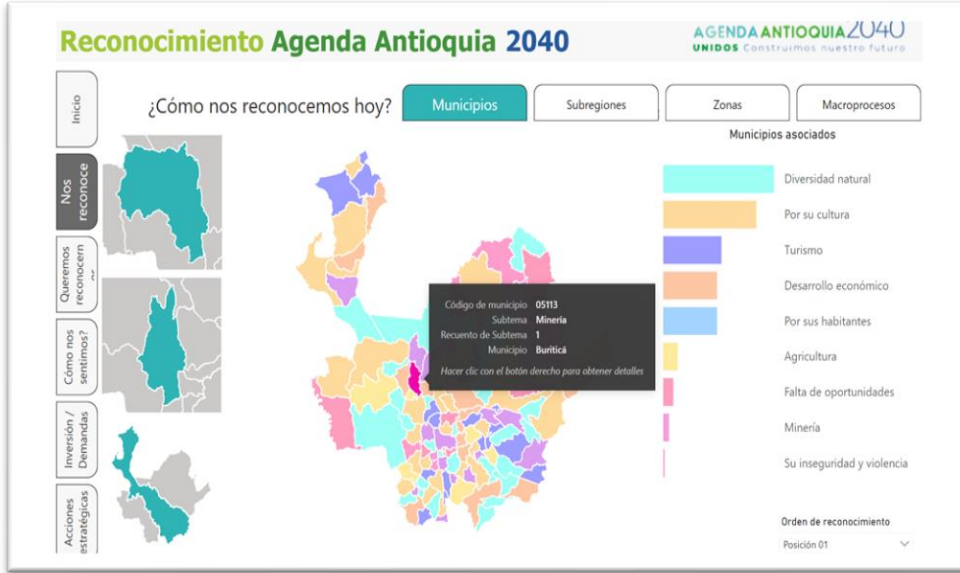 Reconocimiento Agenda Antioquia 2040
AGENDA ANTIOQUIA 2040
UNIDOS Construimos nuestro futuro
¿Cómo nos reconocemos hoy?
Municipios
Subregiones
Zonas
Macroprocesos
Inicio
Nos
reconoce
Queremos
reconocern
os
Cómo nos
sentimos?
Inversión /
Demandas
Acciones
estratégicas
Código de municipio 05113
Subtema Minería
Recuento de Subtema 1
Municipio Buriticá
Hacer clic con el botón derecho para obtener detalles
Municipios asociados
Diversidad natural
Por su cultura
Turismo
Desarrollo económico
Por sus habitantes
Agricultura
Falta de oportunidades
Minería
Su inseguridad y violencia
Orden de reconocimiento
Posición 01